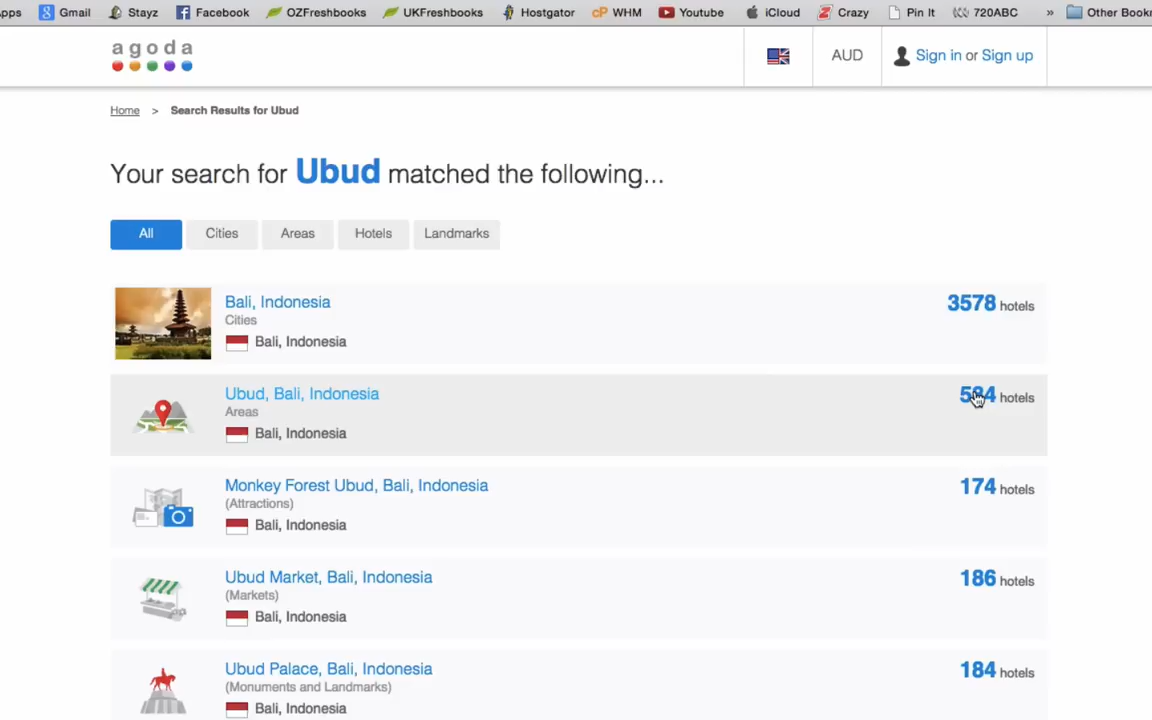 pps Gmail Stayz Facebook OZFreshbooks UKFreshbooks Hostgator cP WHM Youtube iCloud Z Crazy Pin It 720ABC » Other Bookm
agoda AUD Sign in or Sign up
Home > Search Results for Ubud
Your search for Ubud matched the following...
All Cities Areas Hotels Landmarks
Bali, Indonesia 3578 hotels
Cities
Bali, Indonesia
Ubud, Bali, Indonesia 584 hotels
Areas
Bali, Indonesia
Monkey Forest Ubud, Bali, Indonesia 174 hotels
(Attractions)
Bali, Indonesia
Ubud Market, Bali, Indonesia 186 hotels
(Markets)
Bali, Indonesia
Ubud Palace, Bali, Indonesia 184 hotels
(Monuments and Landmarks)
Bali, Indonesia